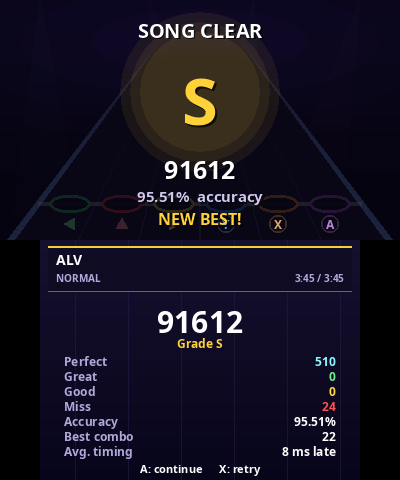 SONG CLEAR
S
91612
95.51% accuracy
NEW BEST!
X A
ALV
NORMAL 3:45 / 3:45
91612
Grade S
Perfect 510
Great 0
Good 0
Miss 24
Accuracy 95.51%
Best combo 22
Avg. timing 8 ms late
A: continue X: retry